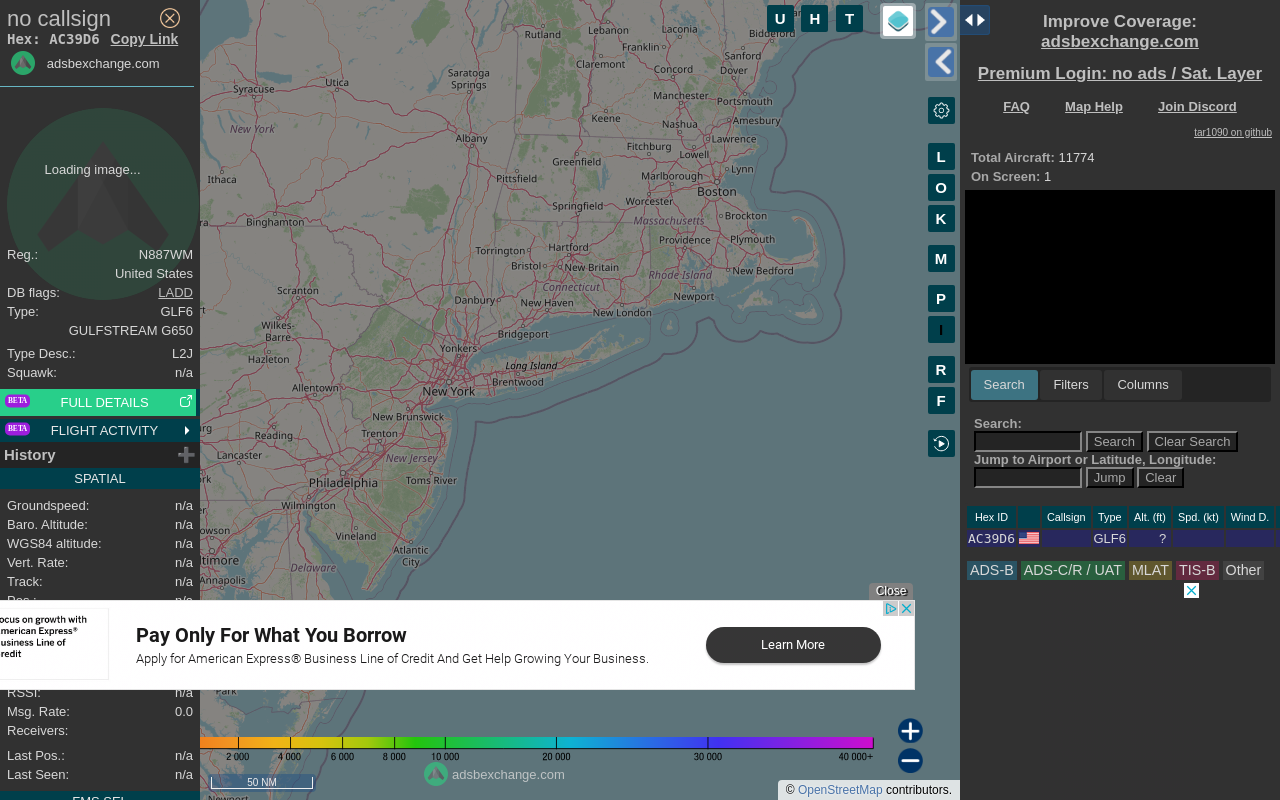 no callsign
Hex: AC39D6 Copy Link
adsbexchange.com
Loading image...
Reg.: N887WM
United States
DB flags: LADD
Type: GLF6
GULFSTREAM G650
Type Desc.: L2J
Squawk: n/a
BETA FULL DETAILS
BETA FLIGHT ACTIVITY
History
SPATIAL
Groundspeed: n/a
Baro. Altitude: n/a
WGS84 altitude: n/a
Vert. Rate: n/a
Track: n/a
Pos.: n/a
RSSI: n/a
Msg. Rate: 0.0
Receivers:
Last Pos.: n/a
Last Seen: n/a
FMS SEL
U H T
L
O
K
M
P
I
R
F
Rutland
Lebanon
Laconia
Biddeford
Franklin
Sanford
Claremont
Concord
Dover
Utica
Saratoga
Springs
Syracuse
Manchester
Portsmouth
Keene
Amesbury
New York
Nashua
Albany
Lawrence
Fitchburg
Lowell
Greenfield
Lynn
Pittsfield
Marlborough
Ithaca
Boston
Worcester
Springfield
Brockton
Binghamton
Massachusetts
Plymouth
Providence
Torrington
Hartford
Bristol
New Britain
New Bedford
Rhode Island
Connecticut
Scranton
Newport
Danbury
New Haven
New London
Wilkes-
Barre
Bridgeport
Yonkers
Hazleton
Long Island
Brentwood
Allentown
New York
New Brunswick
Reading
Trenton
Lancaster
New Jersey
Philadelphia
Toms River
Wilmington
Vineland
Atlantic
City
Delaware
Annapolis
Park
Newport
Close
ocus on growth with
merican Express®
usiness Line of
redit
Pay Only For What You Borrow
Apply for American Express® Business Line of Credit And Get Help Growing Your Business.
Learn More
2 000 4 000 6 000 8 000 10 000 20 000 30 000 40 000+
adsbexchange.com
50 NM
© OpenStreetMap contributors.
Improve Coverage:
adsbexchange.com
Premium Login: no ads / Sat. Layer
FAQ Map Help Join Discord
tar1090 on github
Total Aircraft: 11774
On Screen: 1
Search Filters Columns
Search:
Search Clear Search
Jump to Airport or Latitude, Longitude:
Jump Clear
Hex ID Callsign Type Alt. (ft) Spd. (kt) Wind D.
AC39D6 GLF6 ?
ADS-B ADS-C/R / UAT MLAT TIS-B Other